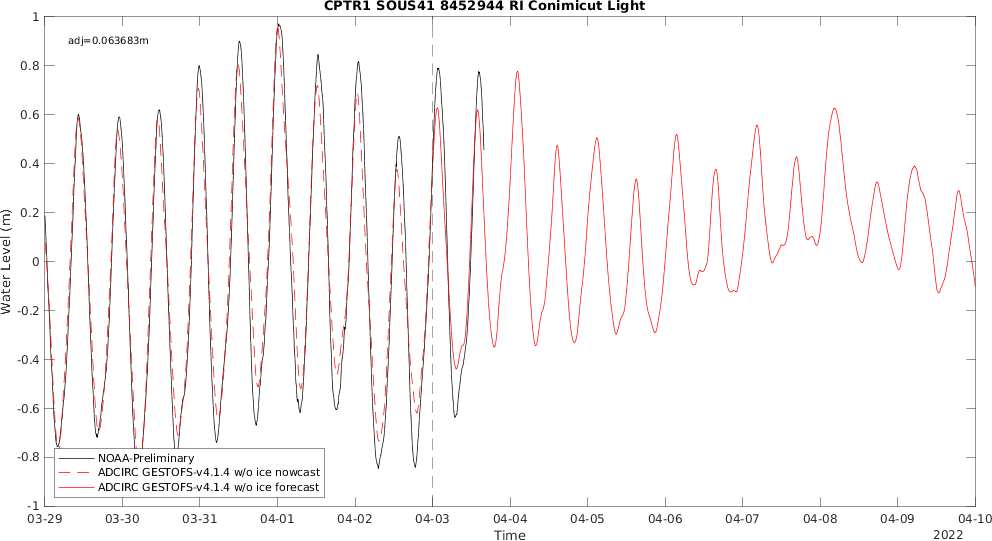 CPTR1 SOUS41 8452944 RI Conimicut Light
adj=0.063683m
Water Level (m)
1
0.8
0.6
0.4
0.2
0
-0.2
-0.4
-0.6
-0.8
-1
NOAA-Preliminary
ADCIRC GESTOFS-v4.1.4 w/o ice nowcast
ADCIRC GESTOFS-v4.1.4 w/o ice forecast
03-29 03-30 03-31 04-01 04-02 04-03 04-04 04-05 04-06 04-07 04-08 04-09 04-10
Time
2022